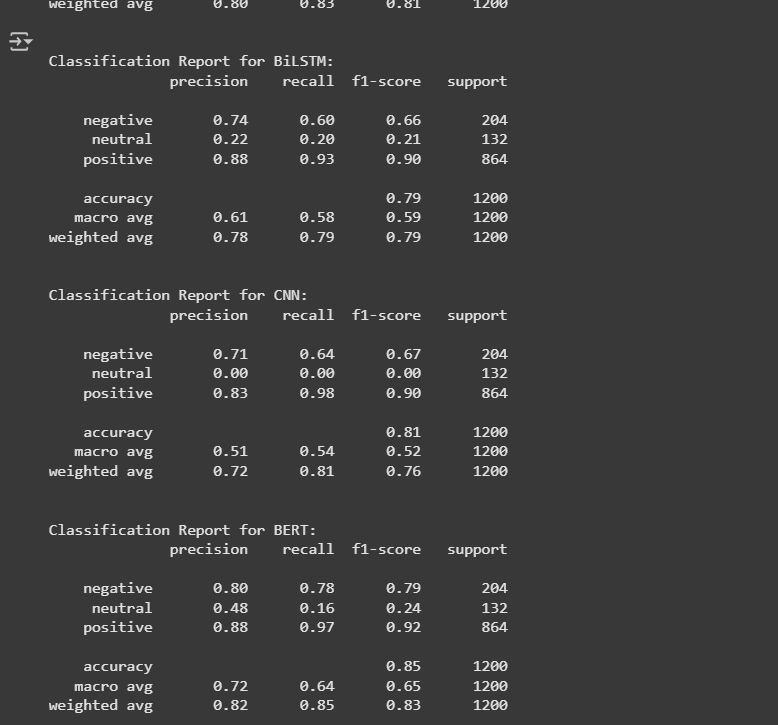 weighted avg 0.80 0.83 0.81 1200
Classification Report for BiLSTM:
precision recall f1-score support
negative 0.74 0.60 0.66 204
neutral 0.22 0.20 0.21 132
positive 0.88 0.93 0.90 864
accuracy 0.79 1200
macro avg 0.61 0.58 0.59 1200
weighted avg 0.78 0.79 0.79 1200
Classification Report for CNN:
precision recall f1-score support
negative 0.71 0.64 0.67 204
neutral 0.00 0.00 0.00 132
positive 0.83 0.98 0.90 864
accuracy 0.81 1200
macro avg 0.51 0.54 0.52 1200
weighted avg 0.72 0.81 0.76 1200
Classification Report for BERT:
precision recall f1-score support
negative 0.80 0.78 0.79 204
neutral 0.48 0.16 0.24 132
positive 0.88 0.97 0.92 864
accuracy 0.85 1200
macro avg 0.72 0.64 0.65 1200
weighted avg 0.82 0.85 0.83 1200